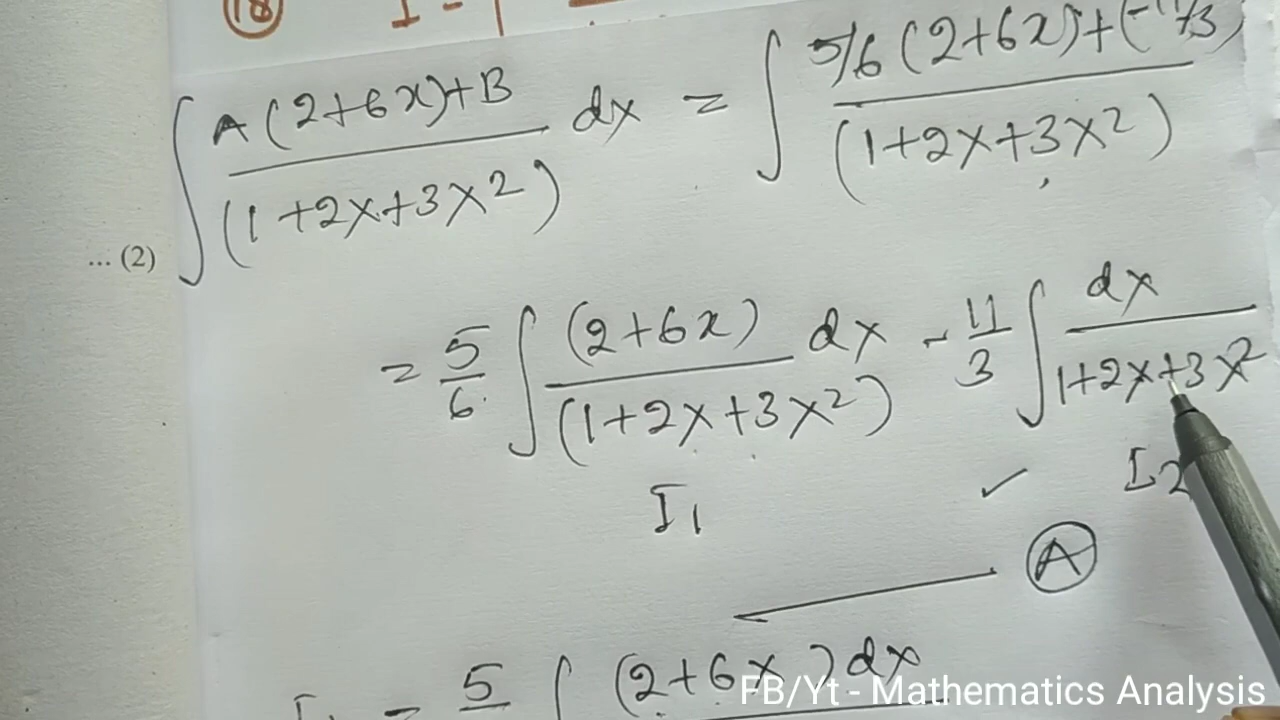 (18) I =
∫ A(2+6x)+B / (1+2x+3x²) dx = ∫ 5/6(2+6x)+(-11/3) / (1+2x+3x²)
... (2)
= 5/6 ∫ (2+6x) / (1+2x+3x²) dx - 11/3 ∫ dx / 1+2x+3x²
I₁ ✓ I₂
(A)
= 5 ∫ (2+6x)dx
FB/Yt - Mathematics Analysis